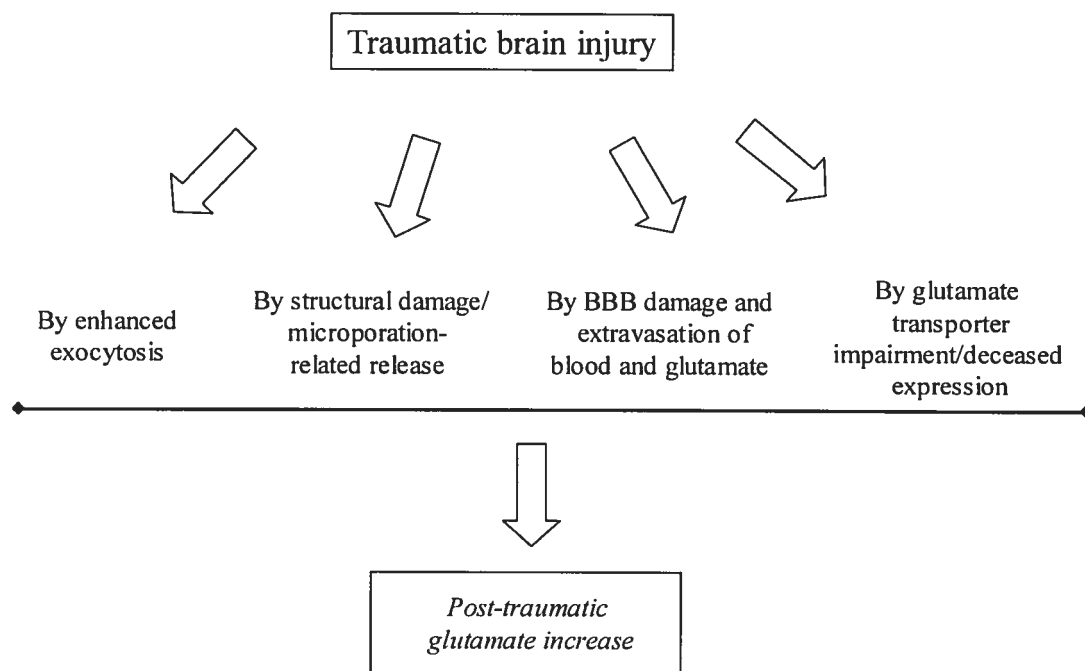 Traumatic brain injury
By enhanced
exocytosis
By structural damage/
microporation-
related release
By BBB damage and
extravasation of
blood and glutamate
By glutamate
transporter
impairment/deceased
expression
Post-traumatic
glutamate increase